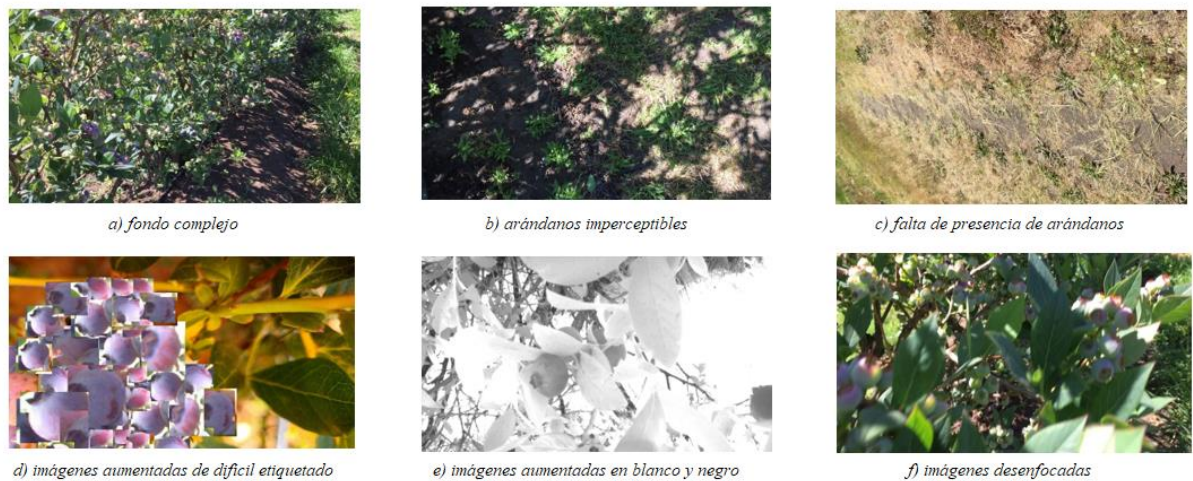 a) fondo complejo
b) arándanos imperceptibles
c) falta de presencia de arándanos
d) imágenes aumentadas de difícil etiquetado
e) imágenes aumentadas en blanco y negro
f) imágenes desenfocadas